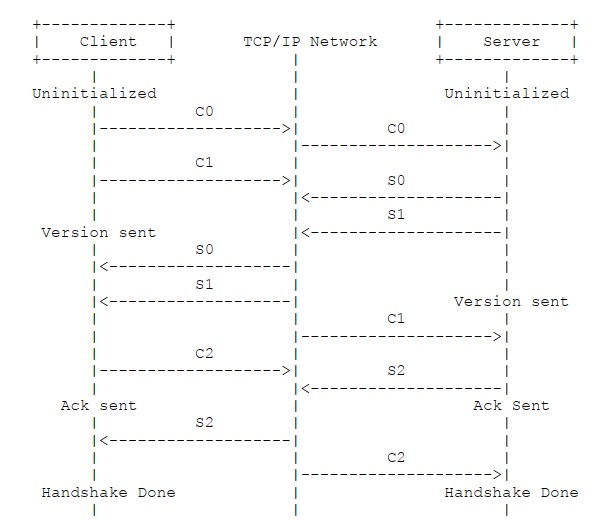 Client TCP/IP Network Server
Uninitialized Uninitialized
C0
C0
C1
S0
S1
Version sent
S0
S1
Version sent
C1
C2
S2
Ack sent Ack Sent
S2
C2
Handshake Done Handshake Done